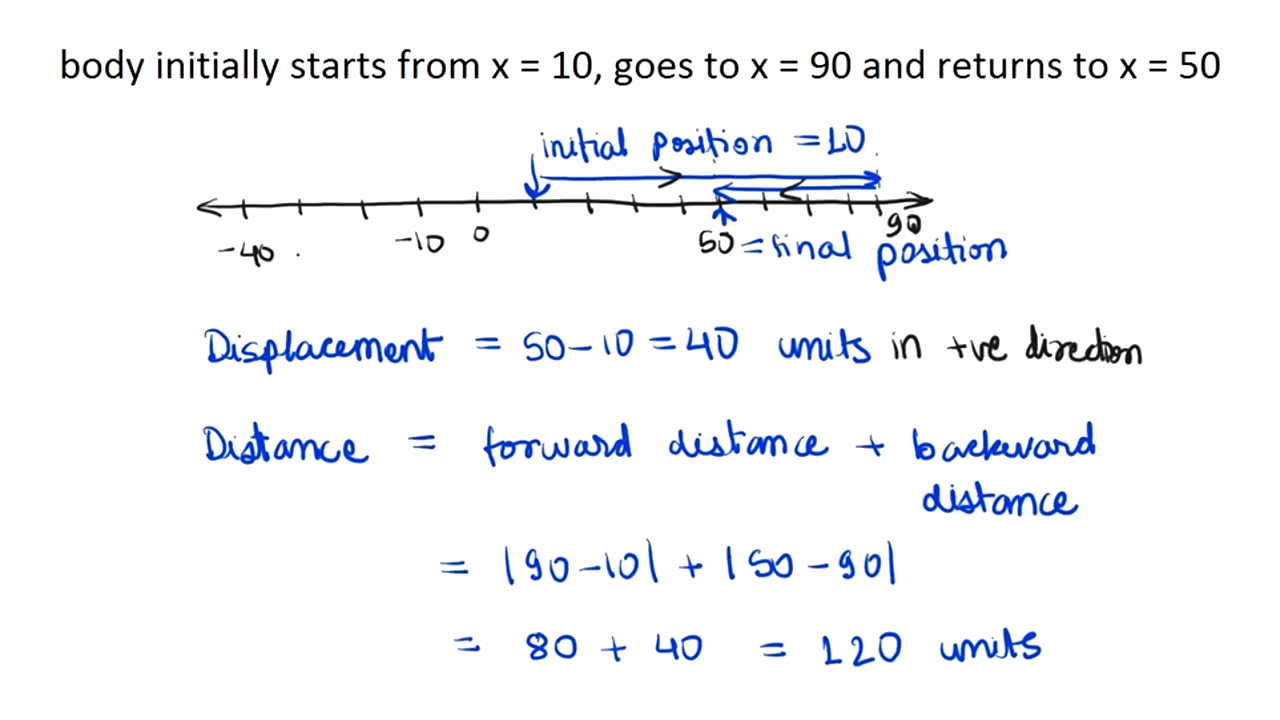 body initially starts from x = 10, goes to x = 90 and returns to x = 50
initial position = 10
-40 -10 0 50 = final position 90
Displacement = 50-10 = 40 units in +ve direction
Distance = forward distance + backward
distance
= |90-10| + |50-90|
= 80 + 40 = 120 units